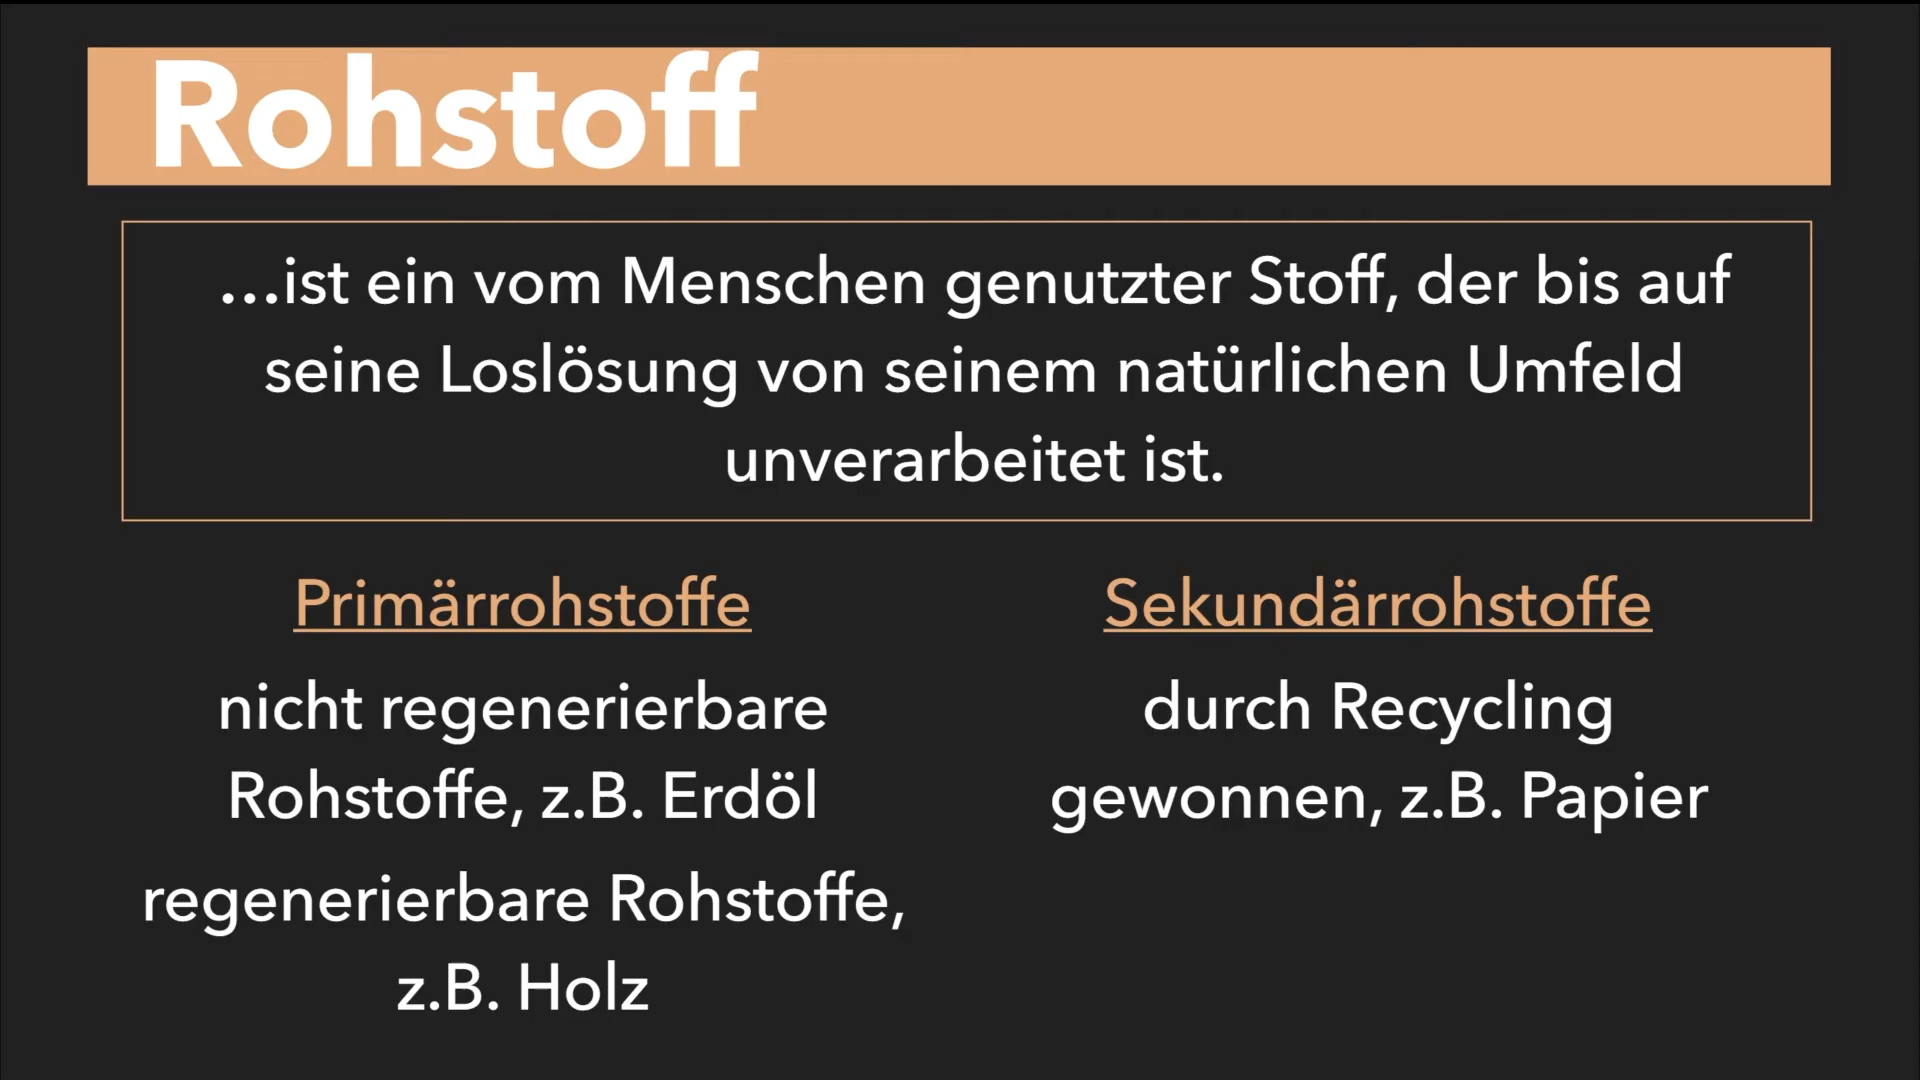 Rohstoff
...ist ein vom Menschen genutzter Stoff, der bis auf
seine Loslösung von seinem natürlichen Umfeld
unverarbeitet ist.
Primärrohstoffe
nicht regenerierbare
Rohstoffe, z.B. Erdöl
regenerierbare Rohstoffe,
z.B. Holz
Sekundärrohstoffe
durch Recycling
gewonnen, z.B. Papier